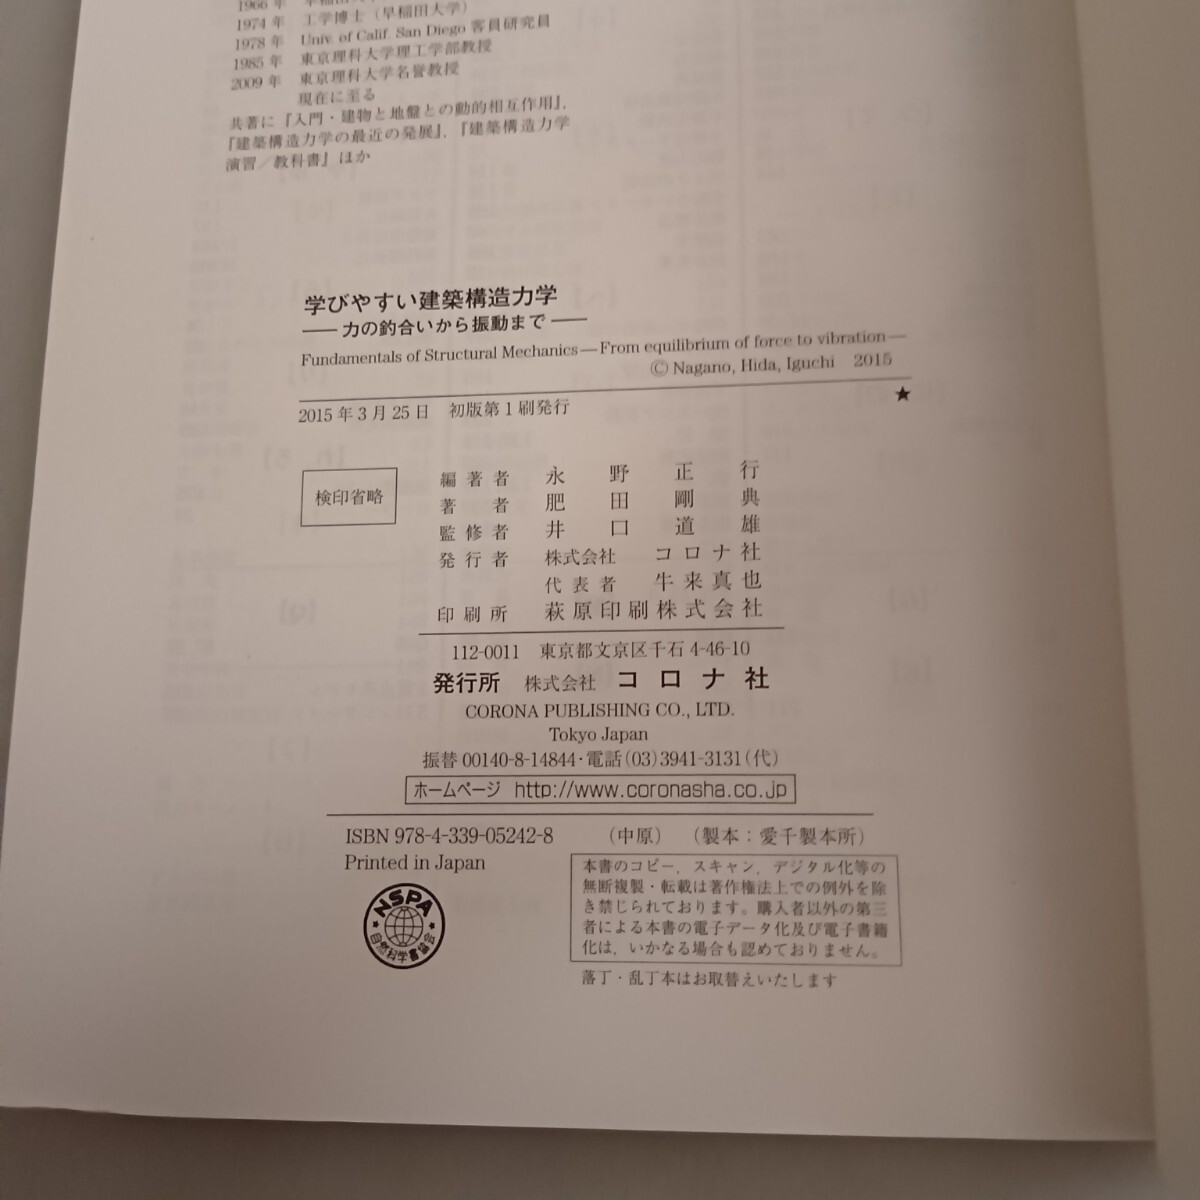 1966年
1974年 工学博士（早稲田大学）
1978年 Univ. of Calif. San Diego 客員研究員
1985年 東京理科大学理工学部教授
2009年 東京理科大学名誉教授
現在に至る
共著に『入門・建物と地盤との動的相互作用』，
『建築構造力学の最近の発展』，『建築構造力学
演習／教科書』ほか
学びやすい建築構造力学
―― 力の釣合いから振動まで ――
Fundamentals of Structural Mechanics―From equilibrium of force to vibration―
© Nagano, Hida, Iguchi 2015
2015年3月25日 初版第1刷発行 ★
検印省略
編著者 永野正行
著者 肥田剛典
監修者 井口道雄
発行者 株式会社 コロナ社
代表者 牛来真也
印刷所 萩原印刷株式会社
112-0011 東京都文京区千石4-46-10
発行所 株式会社 コロナ社
CORONA PUBLISHING CO., LTD.
Tokyo Japan
振替 00140-8-14844・電話(03)3941-3131(代)
ホームページ http://www.coronasha.co.jp
ISBN 978-4-339-05242-8 （中原） （製本：愛千製本所）
Printed in Japan
NSPA
自然科学書協会
本書のコピー，スキャン，デジタル化等の
無断複製・転載は著作権法上での例外を除
き禁じられております。購入者以外の第三
者による本書の電子データ化及び電子書籍
化は，いかなる場合も認めておりません。
落丁・乱丁本はお取替えいたします